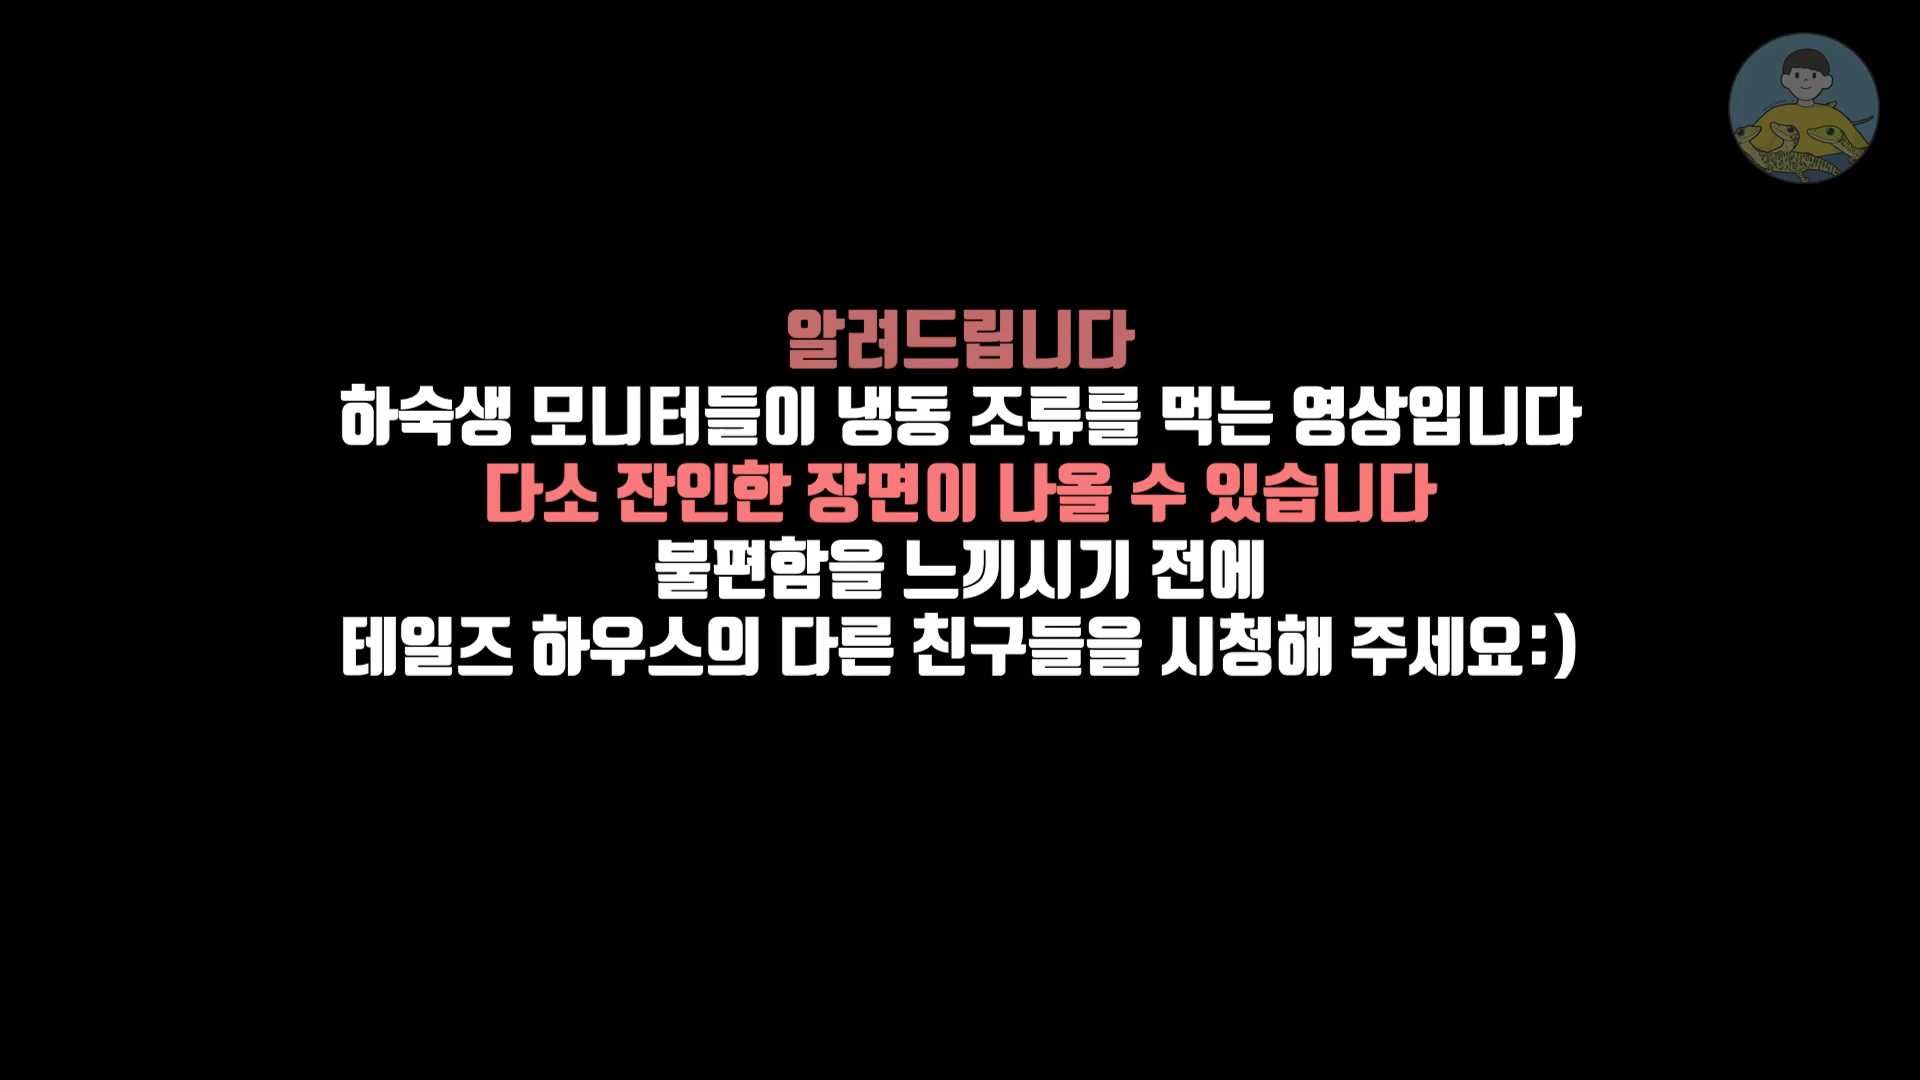 알려드립니다
하숙생 모니터들이 냉동 조류를 먹는 영상입니다
다소 잔인한 장면이 나올 수 있습니다
불편함을 느끼시기 전에
테일즈 하우스의 다른 친구들을 시청해 주세요:)